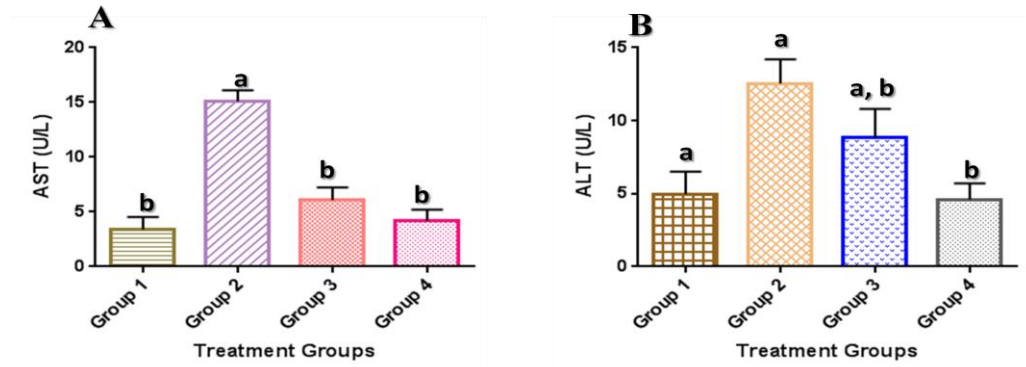 A
20
15
10
5
0
AST (U/L)
b
a
b
b
Group 1
Group 2
Group 3
Group 4
Treatment Groups
B
15
10
5
0
ALT (U/L)
a
a
a, b
b
Group 1
Group 2
Group 3
Group 4
Treatment Groups